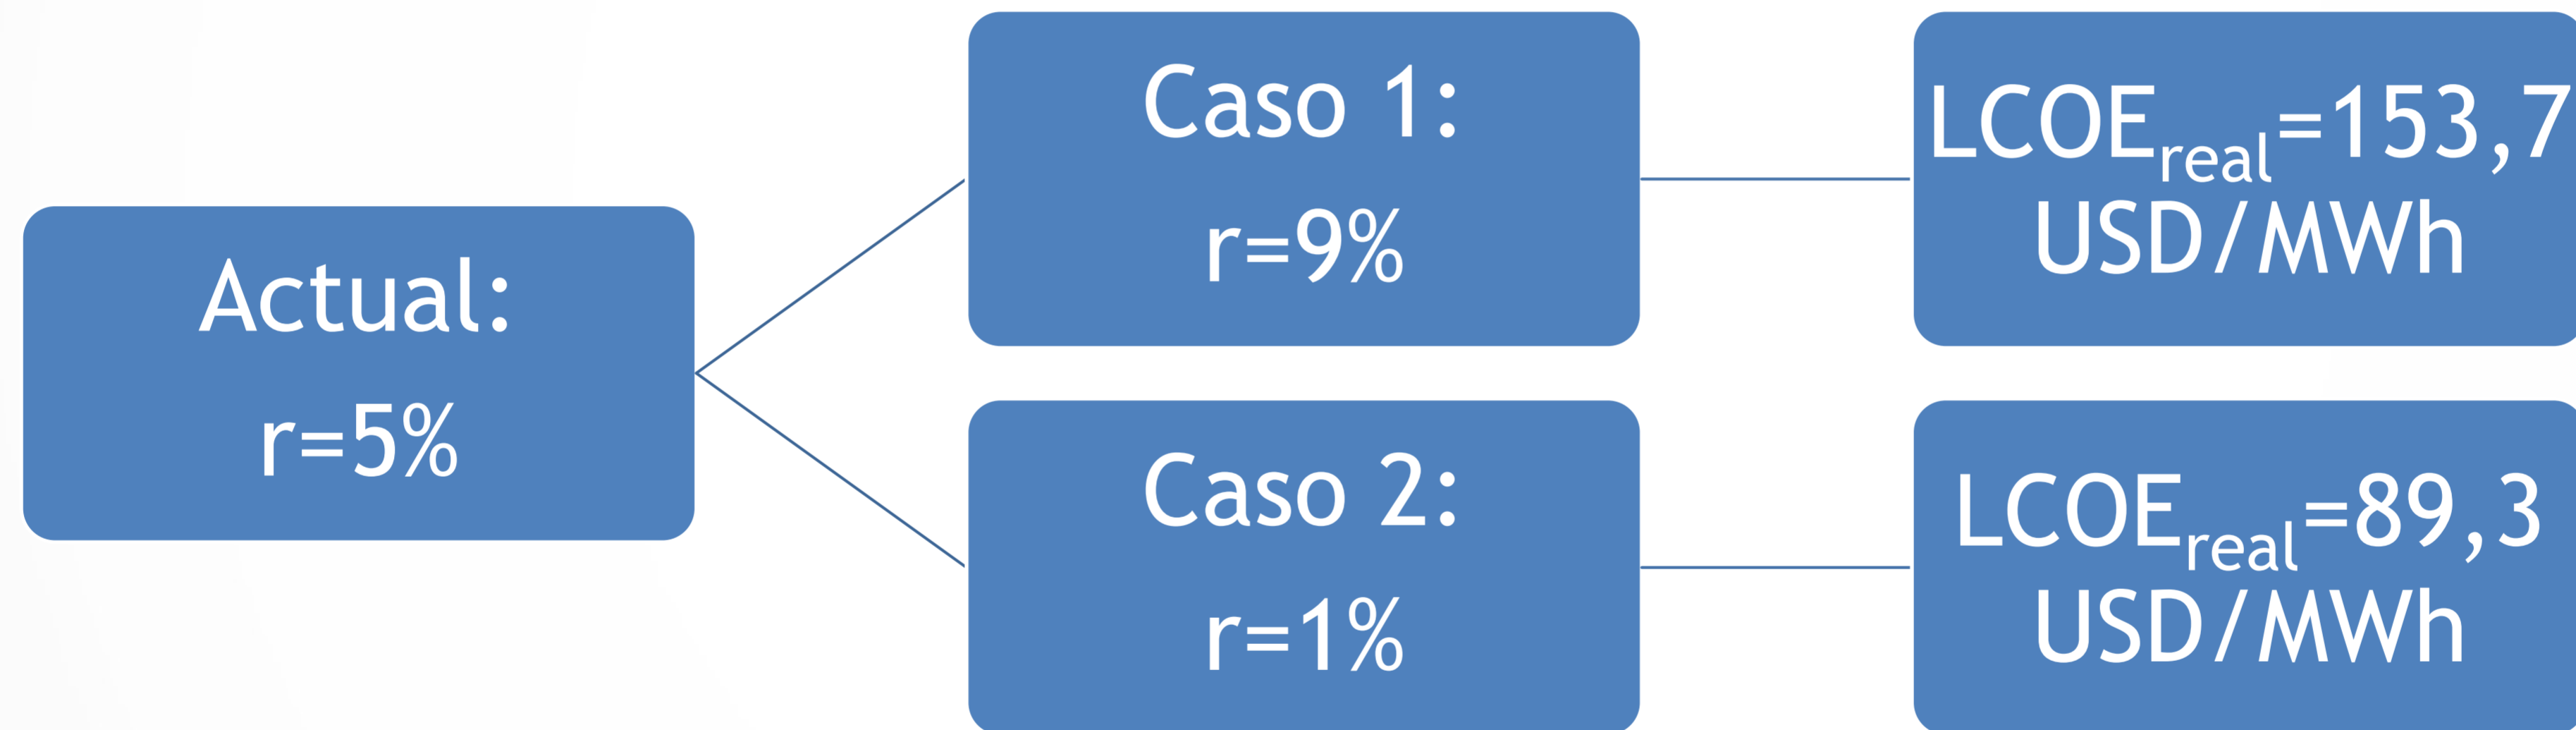 Actual:
r=5%
Caso 1:
r=9%
LCOEreal=153,7
USD/MWh
Caso 2:
r=1%
LCOEreal=89,3
USD/MWh